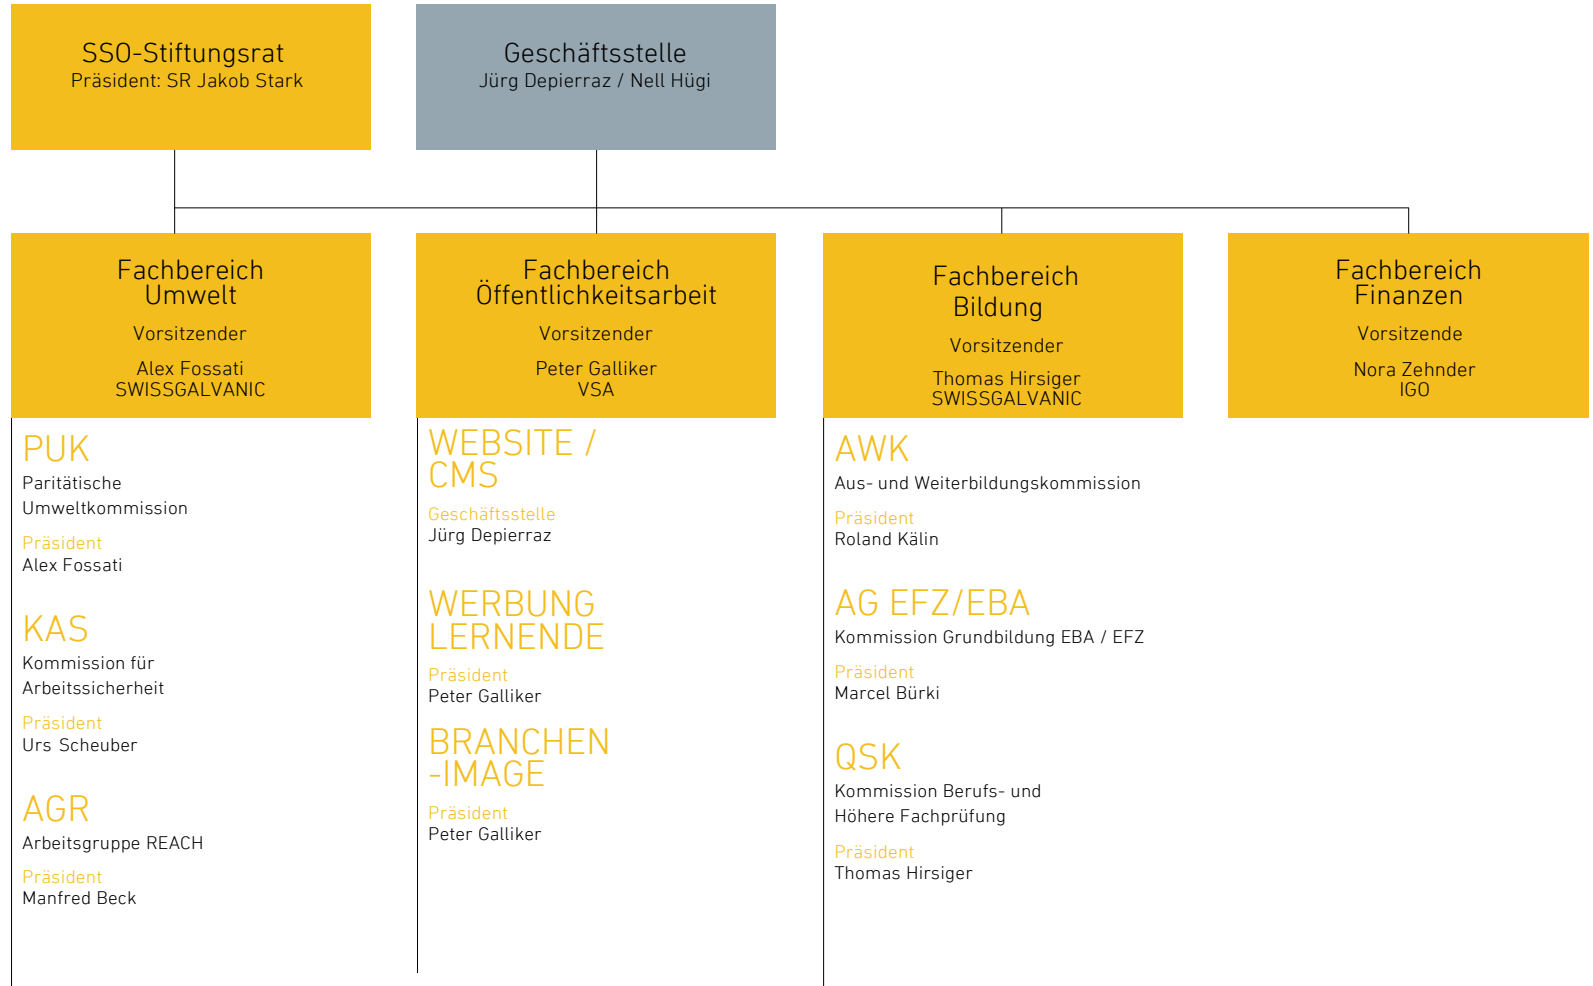 SSO-Stiftungsrat
Präsident: SR Jakob Stark
Geschäftsstelle
Jürg Depierraz / Nell Hügi
Fachbereich
Umwelt
Vorsitzender
Alex Fossati
SWISSGALVANIC
Fachbereich
Öffentlichkeitsarbeit
Vorsitzender
Peter Galliker
VSA
Fachbereich
Bildung
Vorsitzender
Thomas Hirsiger
SWISSGALVANIC
Fachbereich
Finanzen
Vorsitzende
Nora Zehnder
IGO
PUK
Paritätische
Umweltkommission
Präsident
Alex Fossati
KAS
Kommission für
Arbeitssicherheit
Präsident
Urs Scheuber
AGR
Arbeitsgruppe REACH
Präsident
Manfred Beck
WEBSITE /
CMS
Geschäftsstelle
Jürg Depierraz
WERBUNG
LERNENDE
Präsident
Peter Galliker
BRANCHEN
-IMAGE
Präsident
Peter Galliker
AWK
Aus- und Weiterbildungskommission
Präsident
Roland Kälin
AG EFZ/EBA
Kommission Grundbildung EBA / EFZ
Präsident
Marcel Bürki
QSK
Kommission Berufs- und
Höhere Fachprüfung
Präsident
Thomas Hirsiger